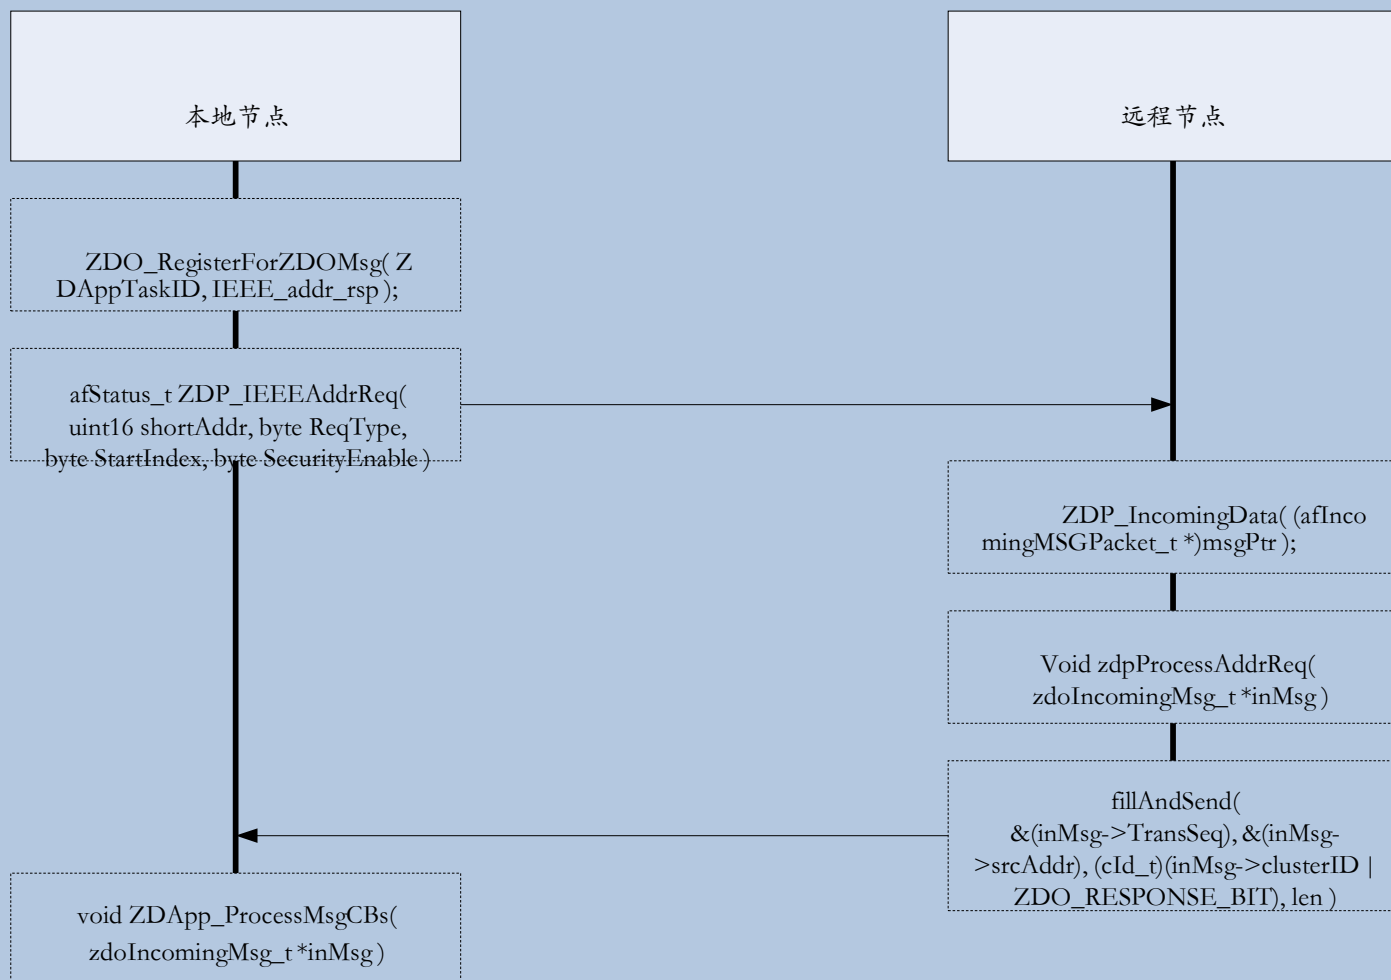 本地节点
远程节点
ZDO_RegisterForZDOMsg( Z
DAppTaskID, IEEE_addr_rsp );
afStatus_t ZDP_IEEEAddrReq(
uint16 shortAddr, byte ReqType,
byte StartIndex, byte SecurityEnable )
ZDP_IncomingData( (afInco
mingMSGPacket_t *)msgPtr );
Void zdpProcessAddrReq(
zdoIncomingMsg_t *inMsg )
fillAndSend(
&(inMsg->TransSeq), &(inMsg-
>srcAddr), (cId_t)(inMsg->clusterID |
ZDO_RESPONSE_BIT), len )
void ZDApp_ProcessMsgCBs(
zdoIncomingMsg_t *inMsg )